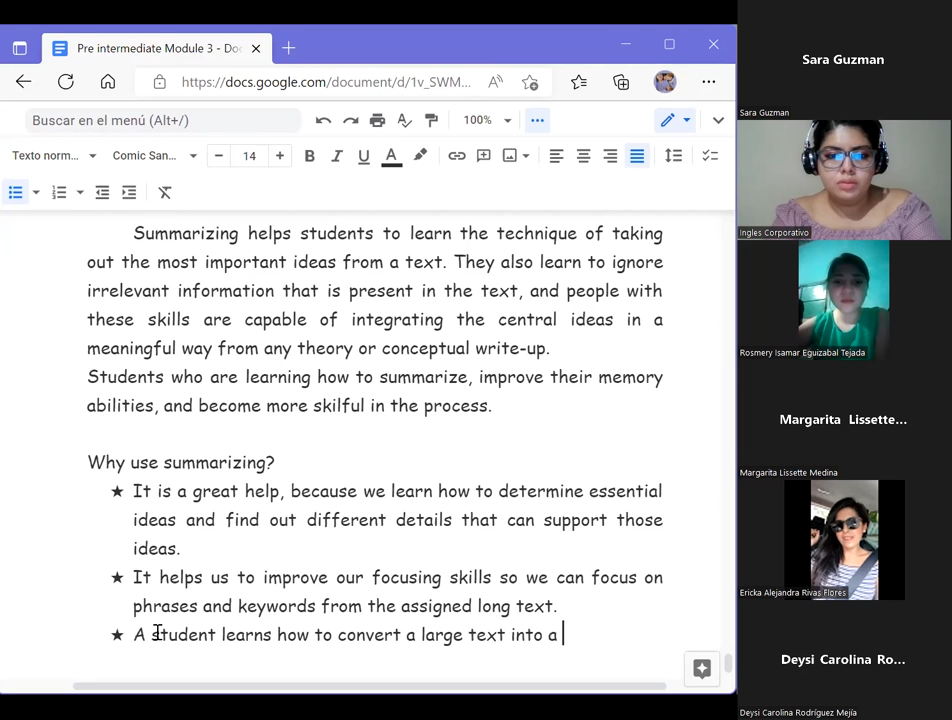 Sara Guzman
Pre intermediate Module 3 - Doc
https://docs.google.com/document/d/1v_SWM...
Sara Guzman
Buscar en el menú (Alt+/)
100%
Texto norm...
Comic San...
14
B I U A
Ingles Corporativo
Summarizing helps students to learn the technique of taking
out the most important ideas from a text. They also learn to ignore
irrelevant information that is present in the text, and people with
these skills are capable of integrating the central ideas in a
meaningful way from any theory or conceptual write-up.
Rosmery Isamar Eguizabal Tejada
Students who are learning how to summarize, improve their memory
abilities, and become more skilful in the process.
Margarita Lissette...
Why use summarizing?
Margarita Lissette Medina
★ It is a great help, because we learn how to determine essential
ideas and find out different details that can support those
ideas.
★ It helps us to improve our focusing skills so we can focus on
phrases and keywords from the assigned long text.
Ericka Alejandra Rivas Flores
★ A student learns how to convert a large text into a
Deysi Carolina Ro...
Deysi Carolina Rodríguez Mejía